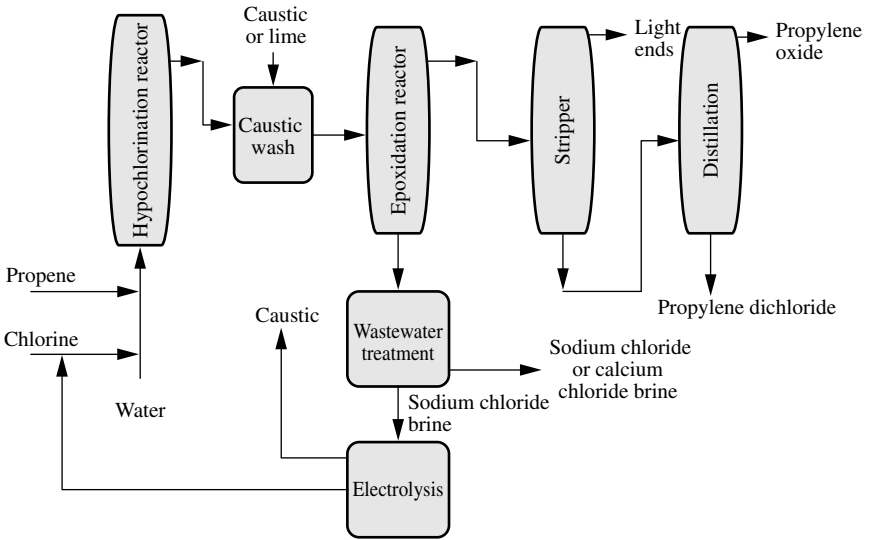 Hypochlorination reactor
Caustic
or lime
Caustic
wash
Epoxidation reactor
Stripper
Light
ends
Distillation
Propylene
oxide
Propene
Chlorine
Water
Caustic
Wastewater
treatment
Propylene dichloride
Sodium chloride
or calcium
chloride brine
Sodium chloride
brine
Electrolysis